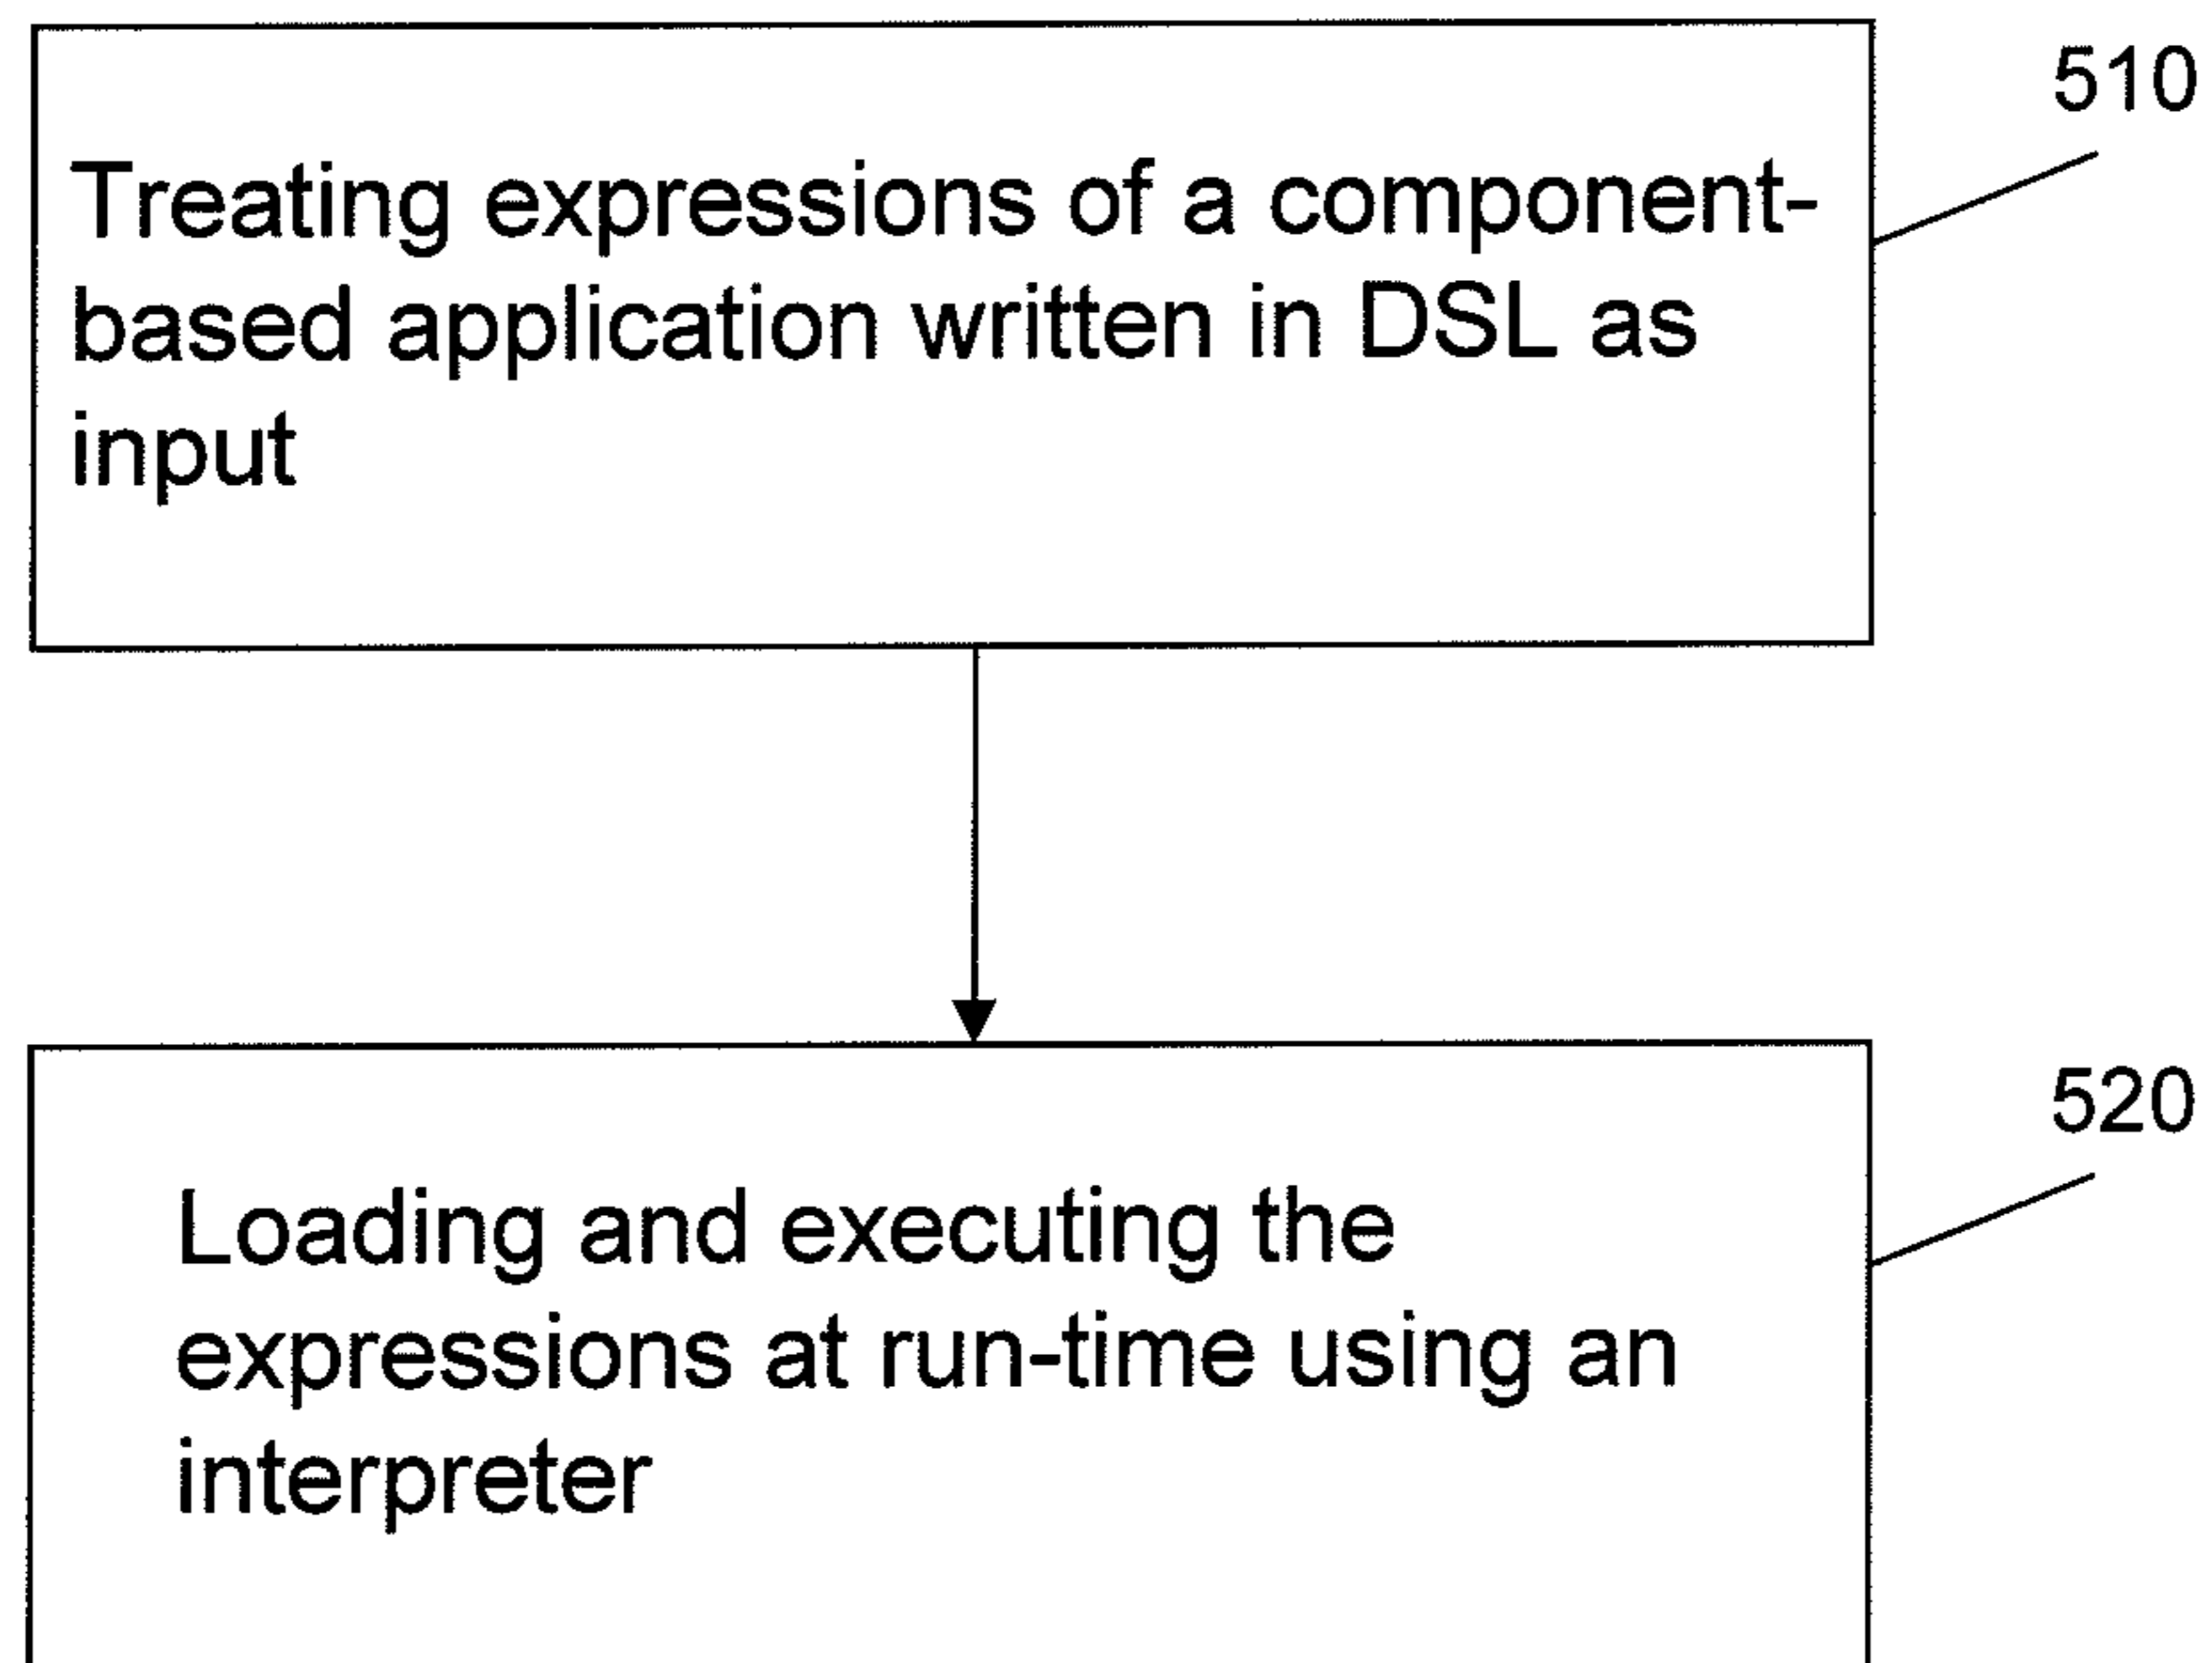 510
Treating expressions of a component-
based application written in DSL as
input
520
Loading and executing the
expressions at run-time using an
interpreter